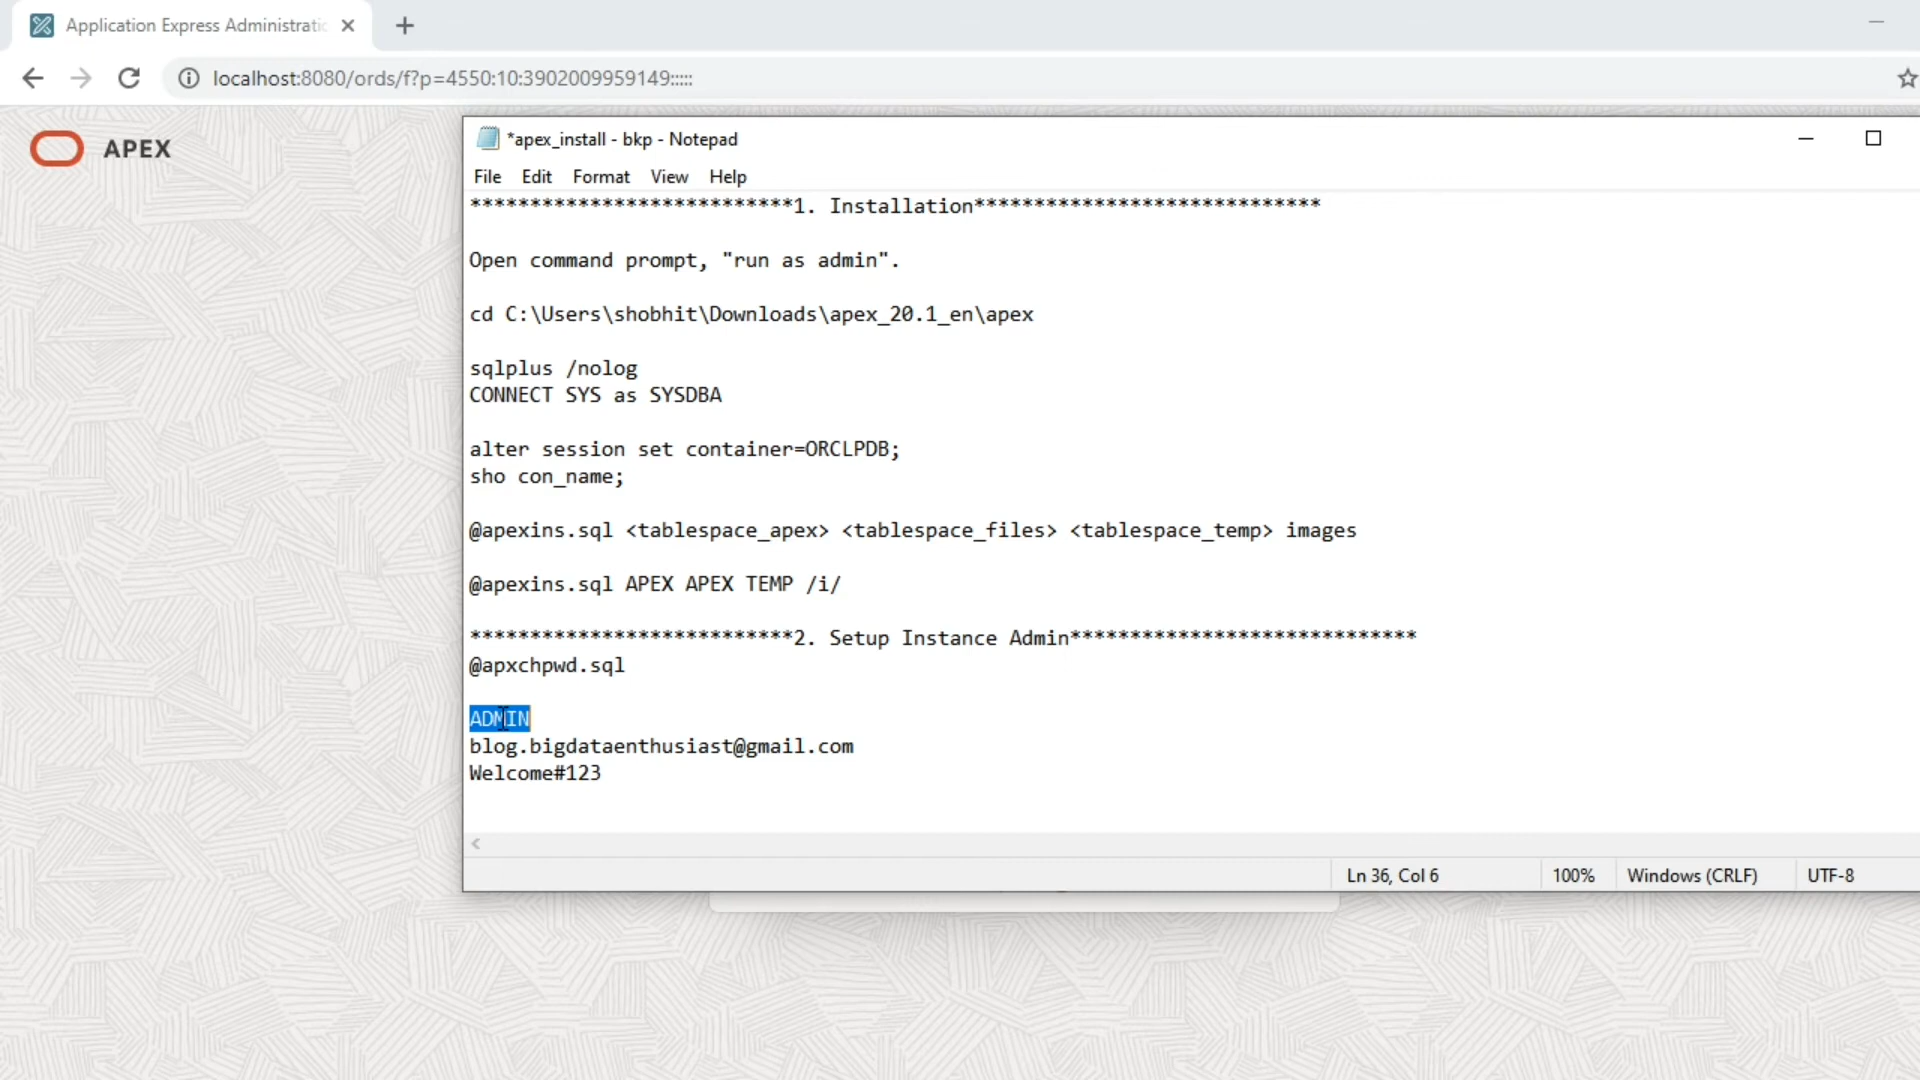 Application Express Administratio
localhost:8080/ords/f?p=4550:10:3902009959149:::::
APEX
*apex_install - bkp - Notepad
File Edit Format View Help
***************************1. Installation*****************************
Open command prompt, "run as admin".
cd C:\Users\shobhit\Downloads\apex_20.1_en\apex
sqlplus /nolog
CONNECT SYS as SYSDBA
alter session set container=ORCLPDB;
sho con_name;
@apexins.sql <tablespace_apex> <tablespace_files> <tablespace_temp> images
@apexins.sql APEX APEX TEMP /i/
***************************2. Setup Instance Admin*****************************
@apxchpwd.sql
ADMIN
blog.bigdataenthusiast@gmail.com
Welcome#123
Ln 36, Col 6 100% Windows (CRLF) UTF-8